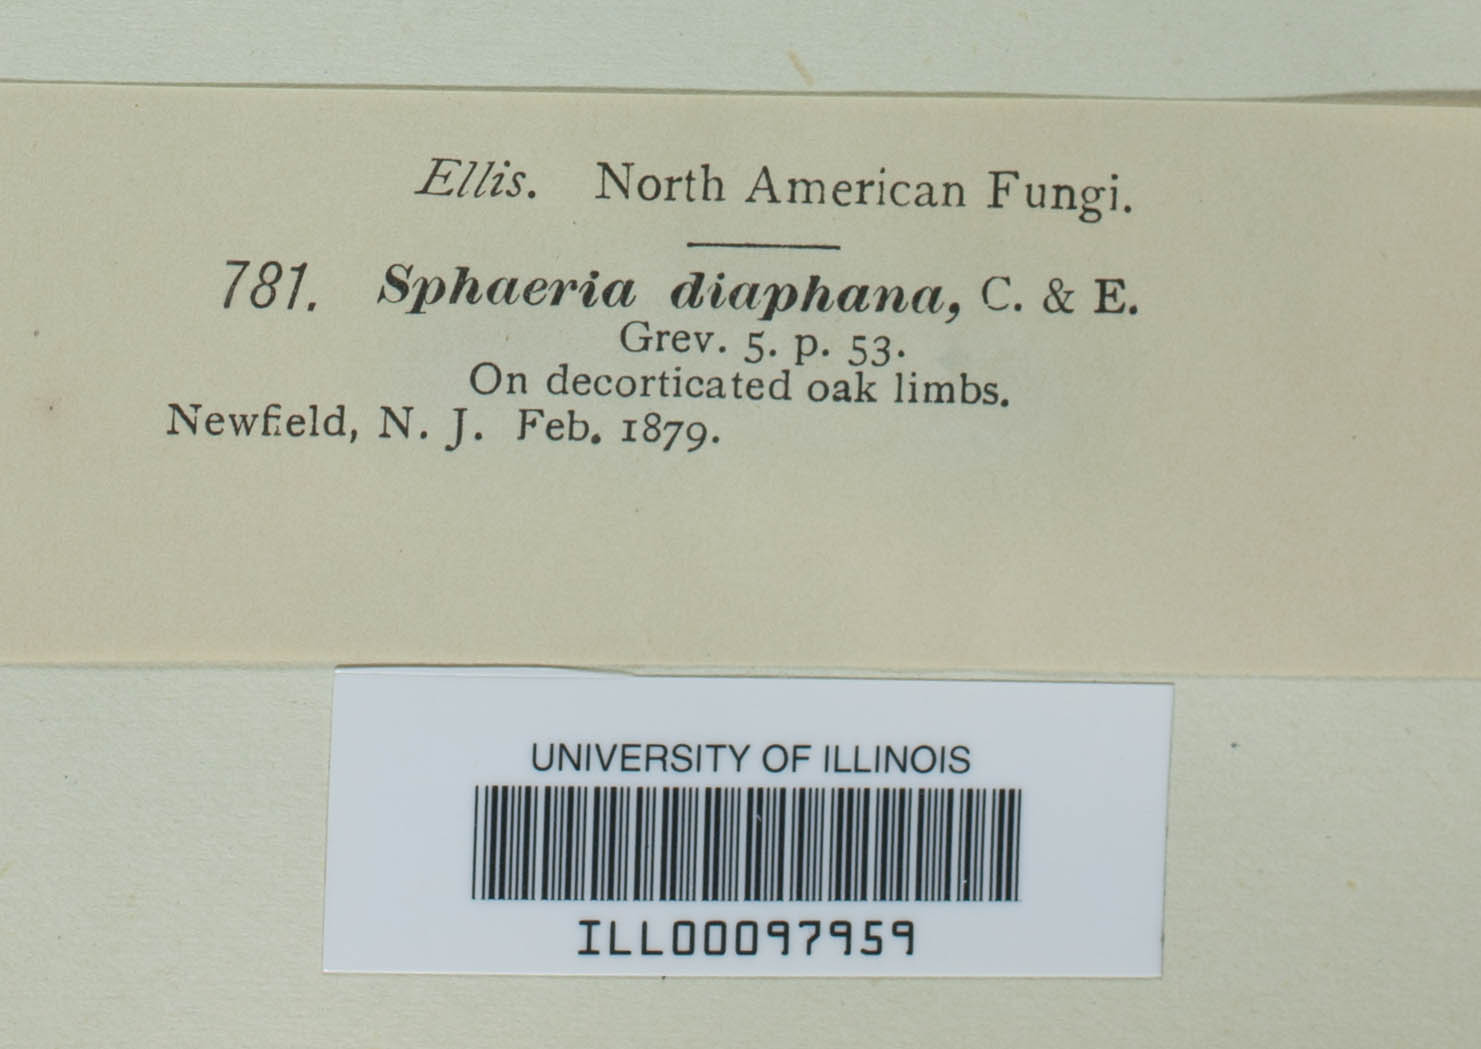 Ellis. North American Fungi.
781. Sphaeria diaphana, C. & E.
Grev. 5. p. 53.
On decorticated oak limbs.
Newfield, N. J. Feb. 1879.
UNIVERSITY OF ILLINOIS
ILL00097959